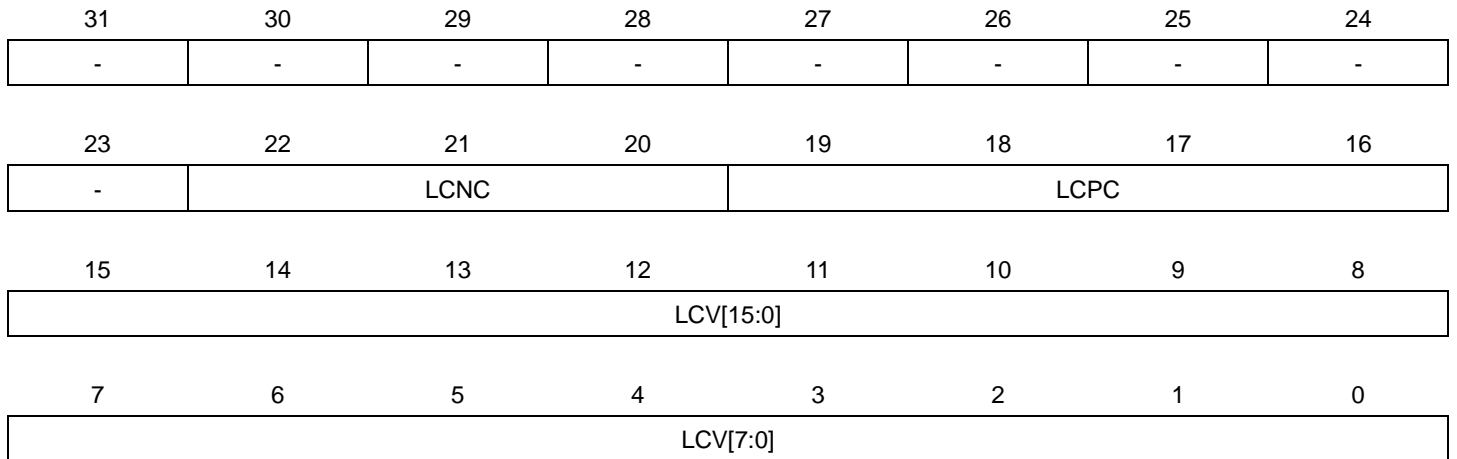 31 30 29 28 27 26 25 24
- - - - - - - -
23 22 21 20 19 18 17 16
- LCNC LCPC
15 14 13 12 11 10 9 8
LCV[15:0]
7 6 5 4 3 2 1 0
LCV[7:0]